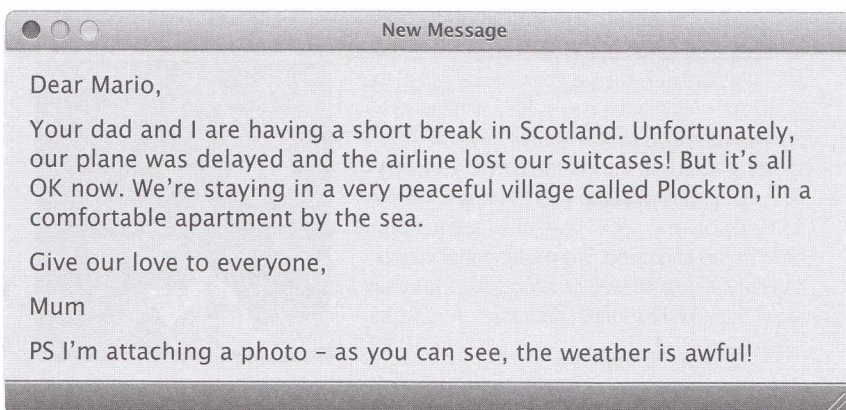 New Message
Dear Mario,
Your dad and I are having a short break in Scotland. Unfortunately,
our plane was delayed and the airline lost our suitcases! But it's all
OK now. We're staying in a very peaceful village called Plockton, in a
comfortable apartment by the sea.
Give our love to everyone,
Mum
PS I'm attaching a photo – as you can see, the weather is awful!